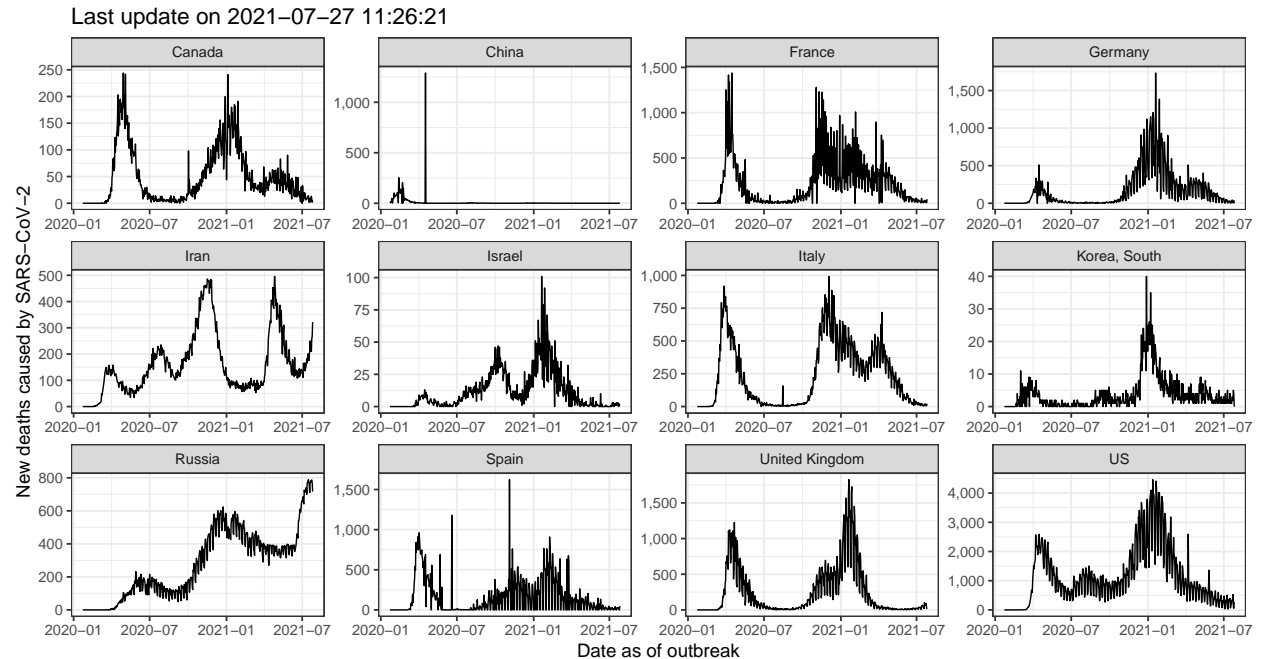 Last update on 2021−07−27 11:26:21
New deaths caused by SARS−CoV−2
Canada
250
200
150
100
50
0
2020−01 2020−07 2021−01 2021−07
China
1,000
500
0
2020−01 2020−07 2021−01 2021−07
France
1,500
1,000
500
0
2020−01 2020−07 2021−01 2021−07
Germany
1,500
1,000
500
0
2020−01 2020−07 2021−01 2021−07
Iran
500
400
300
200
100
0
2020−01 2020−07 2021−01 2021−07
Israel
100
75
50
25
0
2020−01 2020−07 2021−01 2021−07
Italy
1,000
750
500
250
0
2020−01 2020−07 2021−01 2021−07
Korea, South
40
30
20
10
0
2020−01 2020−07 2021−01 2021−07
Russia
800
600
400
200
0
2020−01 2020−07 2021−01 2021−07
Spain
1,500
1,000
500
0
2020−01 2020−07 2021−01 2021−07
United Kingdom
1,500
1,000
500
0
2020−01 2020−07 2021−01 2021−07
US
4,000
3,000
2,000
1,000
0
2020−01 2020−07 2021−01 2021−07
Date as of outbreak